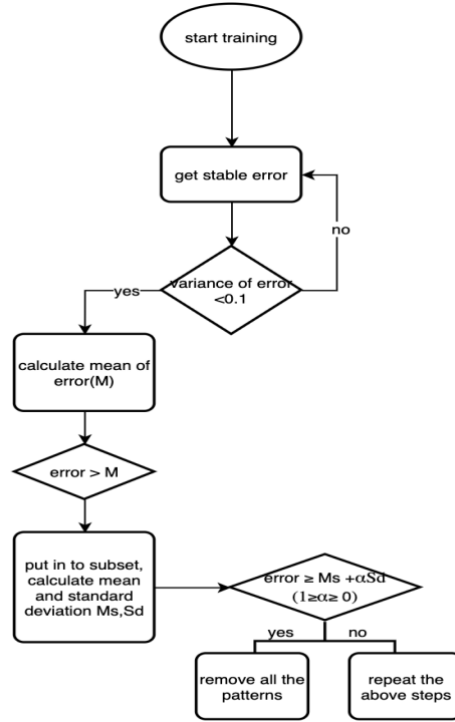 start training
get stable error
no
variance of error
<0.1
yes
calculate mean of
error(M)
error > M
put in to subset,
calculate mean
and standard
deviation Ms,Sd
error ≥ Ms +αSd
(1≥α≥ 0)
yes
no
remove all the
patterns
repeat the
above steps